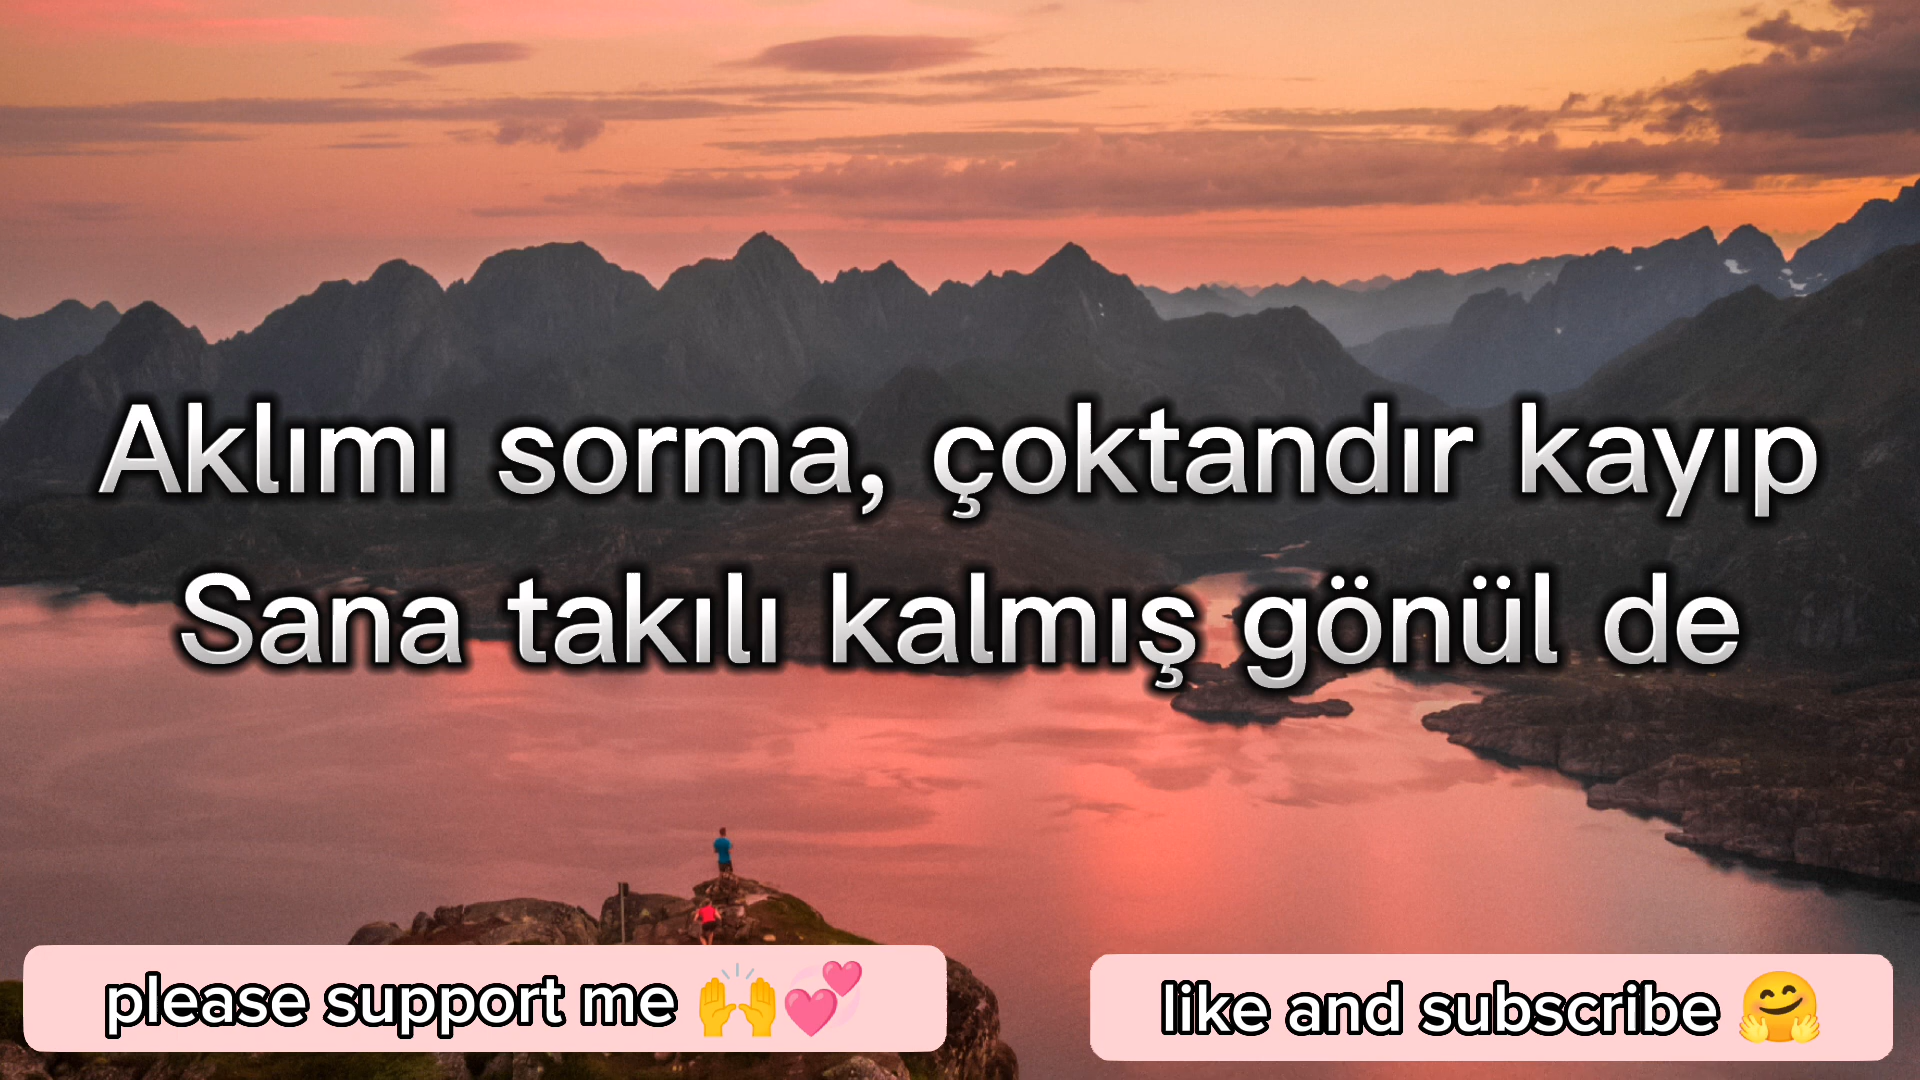 Aklımı sorma, çoktandır kayıp
Sana takılı kalmış gönül de
please support me 🙌💞
like and subscribe 🤗